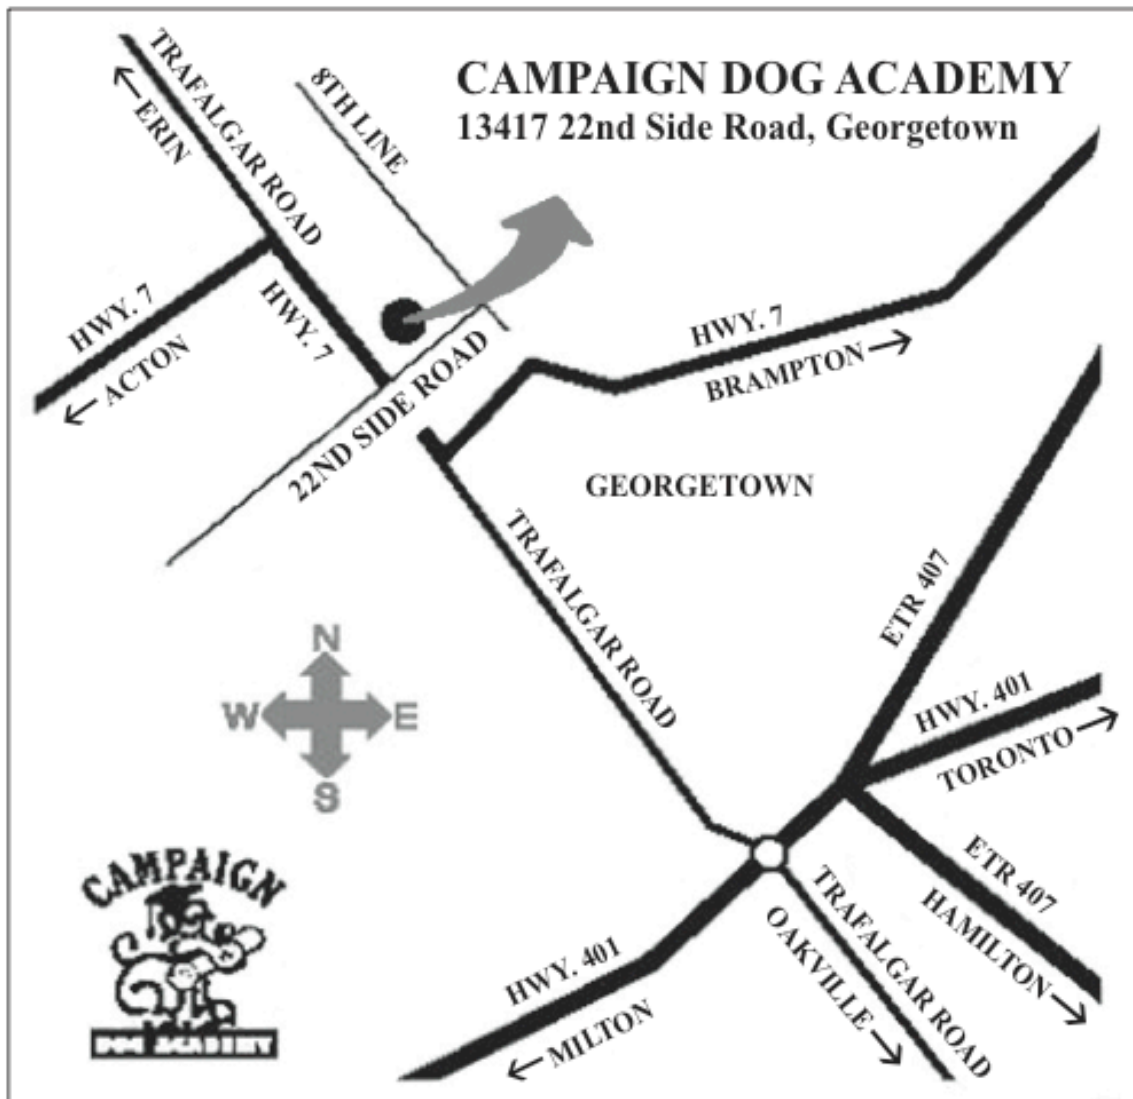 CAMPAIGN DOG ACADEMY
13417 22nd Side Road, Georgetown
TRAFALGAR ROAD
← ERIN
8TH LINE
HWY. 7
← ACTON
HWY. 7
22ND SIDE ROAD
HWY. 7
BRAMPTON →
GEORGETOWN
TRAFALGAR ROAD
ETR 407
N
W E
S
HWY. 401
TORONTO →
ETR 407
HAMILTON →
TRAFALGAR ROAD
OAKVILLE →
HWY. 401
← MILTON
CAMPAIGN
DOG ACADEMY